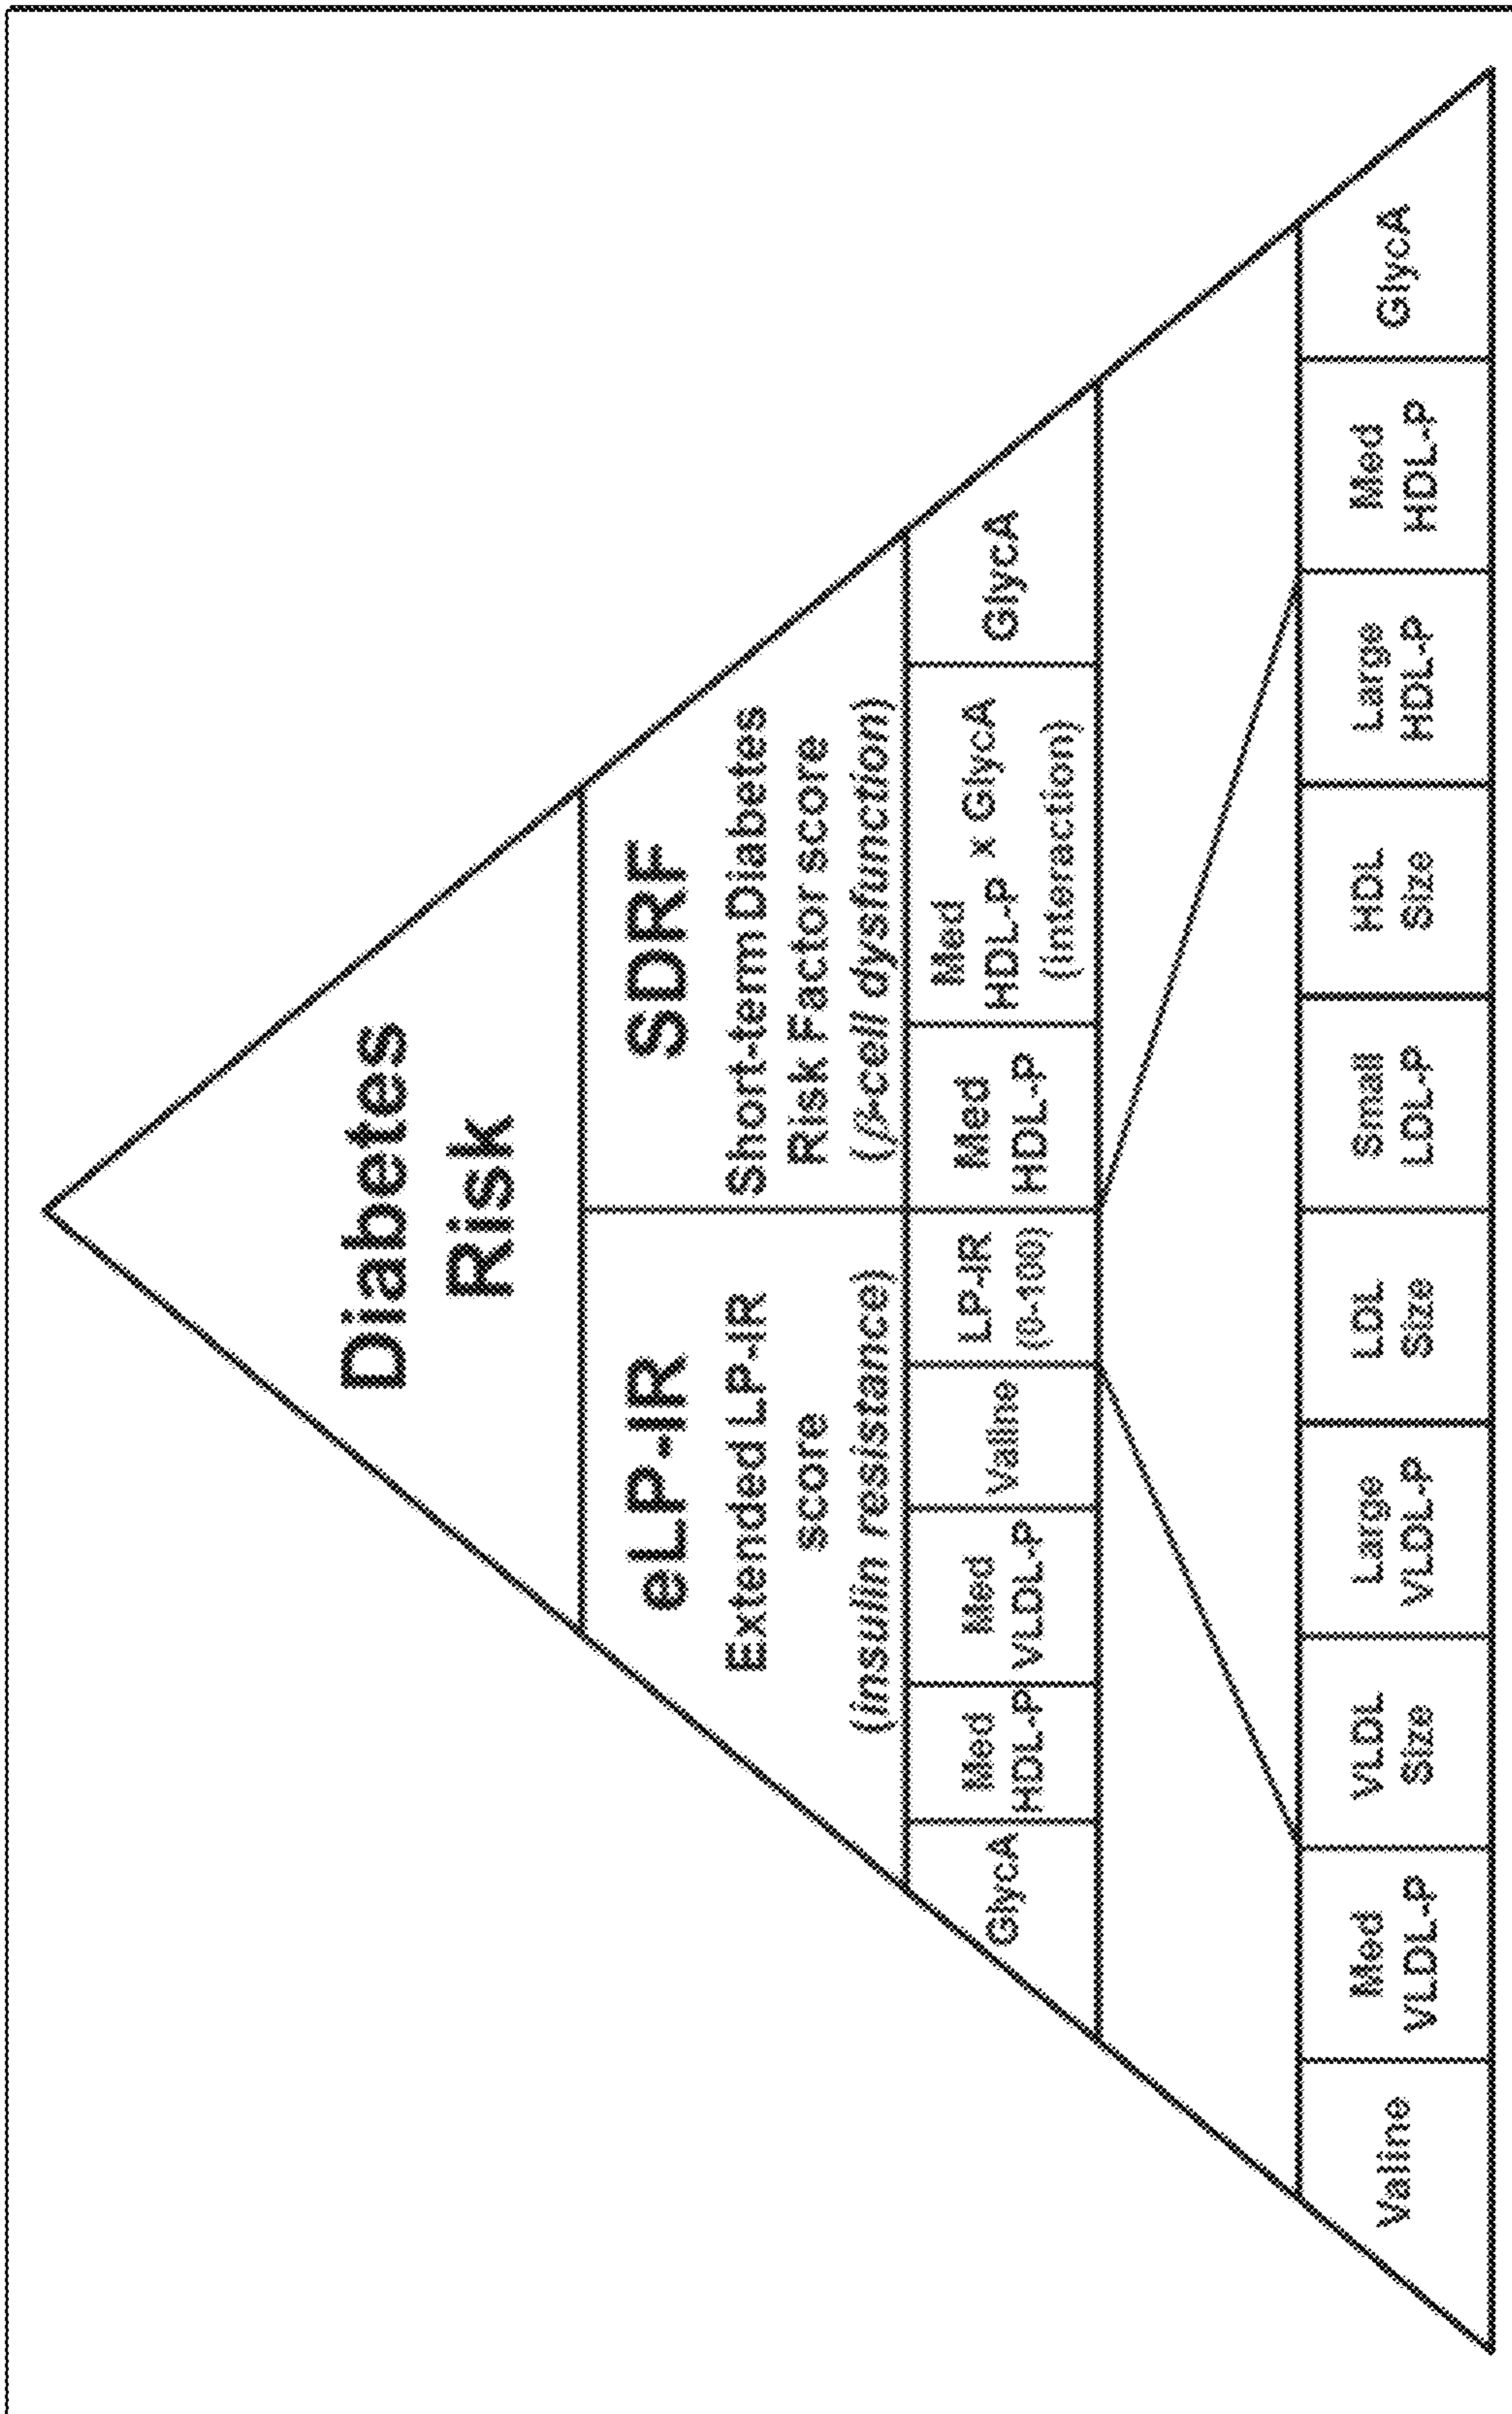 Diabetes
Risk
eLP-IR
Extended LP-IR
score
(insulin resistance)
SDRF
Short-term Diabetes
Risk Factor score
(β-cell dysfunction)
GlycA
Med
HDL-P
Med
VLDL-P
Valine
LP-IR
(0-100)
Med
HDL-P
Med
HDL-P x GlycA
(interaction)
GlycA
Valine
Med
VLDL-P
VLDL
Size
Large
VLDL-P
LDL
Size
Small
LDL-P
HDL
Size
Large
HDL-P
Med
HDL-P
GlycA